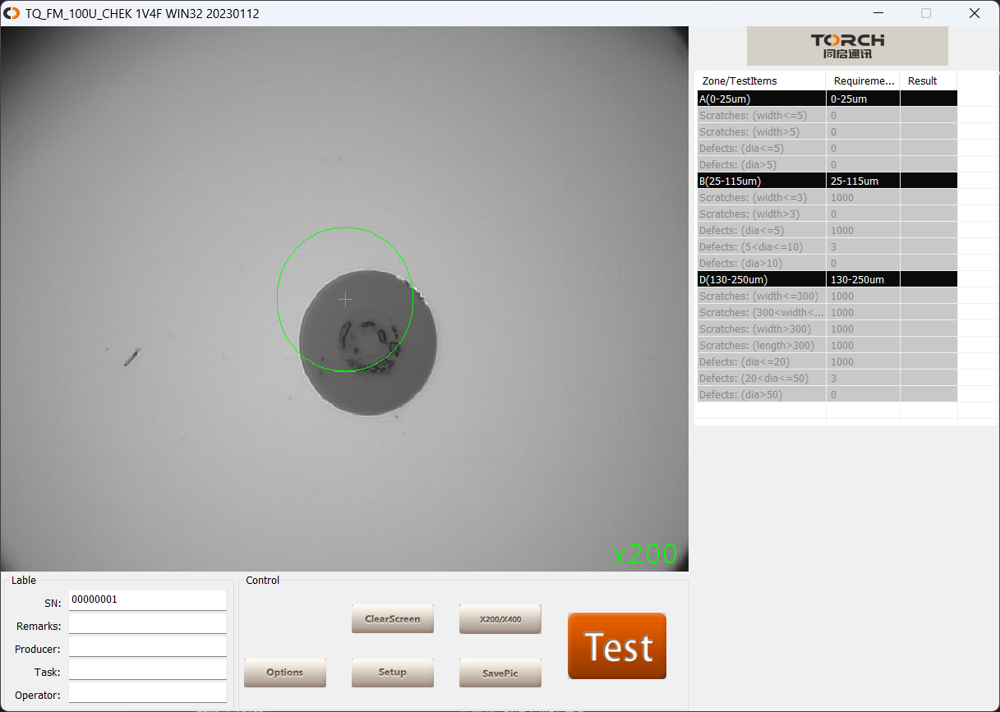 TQ_FM_100U_CHEK 1V4F WIN32 20230112
TORCH
同启通讯
Zone/TestItems Requireme... Result
A(0-25um) 0-25um
Scratches: (width<=5) 0
Scratches: (width>5) 0
Defects: (dia<=5) 0
Defects: (dia>5) 0
B(25-115um) 25-115um
Scratches: (width<=3) 1000
Scratches: (width>3) 0
Defects: (dia<=5) 1000
Defects: (5<dia<=10) 3
Defects: (dia>10) 0
D(130-250um) 130-250um
Scratches: (width<=300) 1000
Scratches: (300<width<... 1000
Scratches: (width>300) 1000
Scratches: (length>300) 1000
Defects: (dia<=20) 1000
Defects: (20<dia<=50) 3
Defects: (dia>50) 0
x200
Lable
SN: 00000001
Remarks:
Producer:
Task:
Operator:
Control
ClearScreen
X200/X400
Options
Setup
SavePic
Test